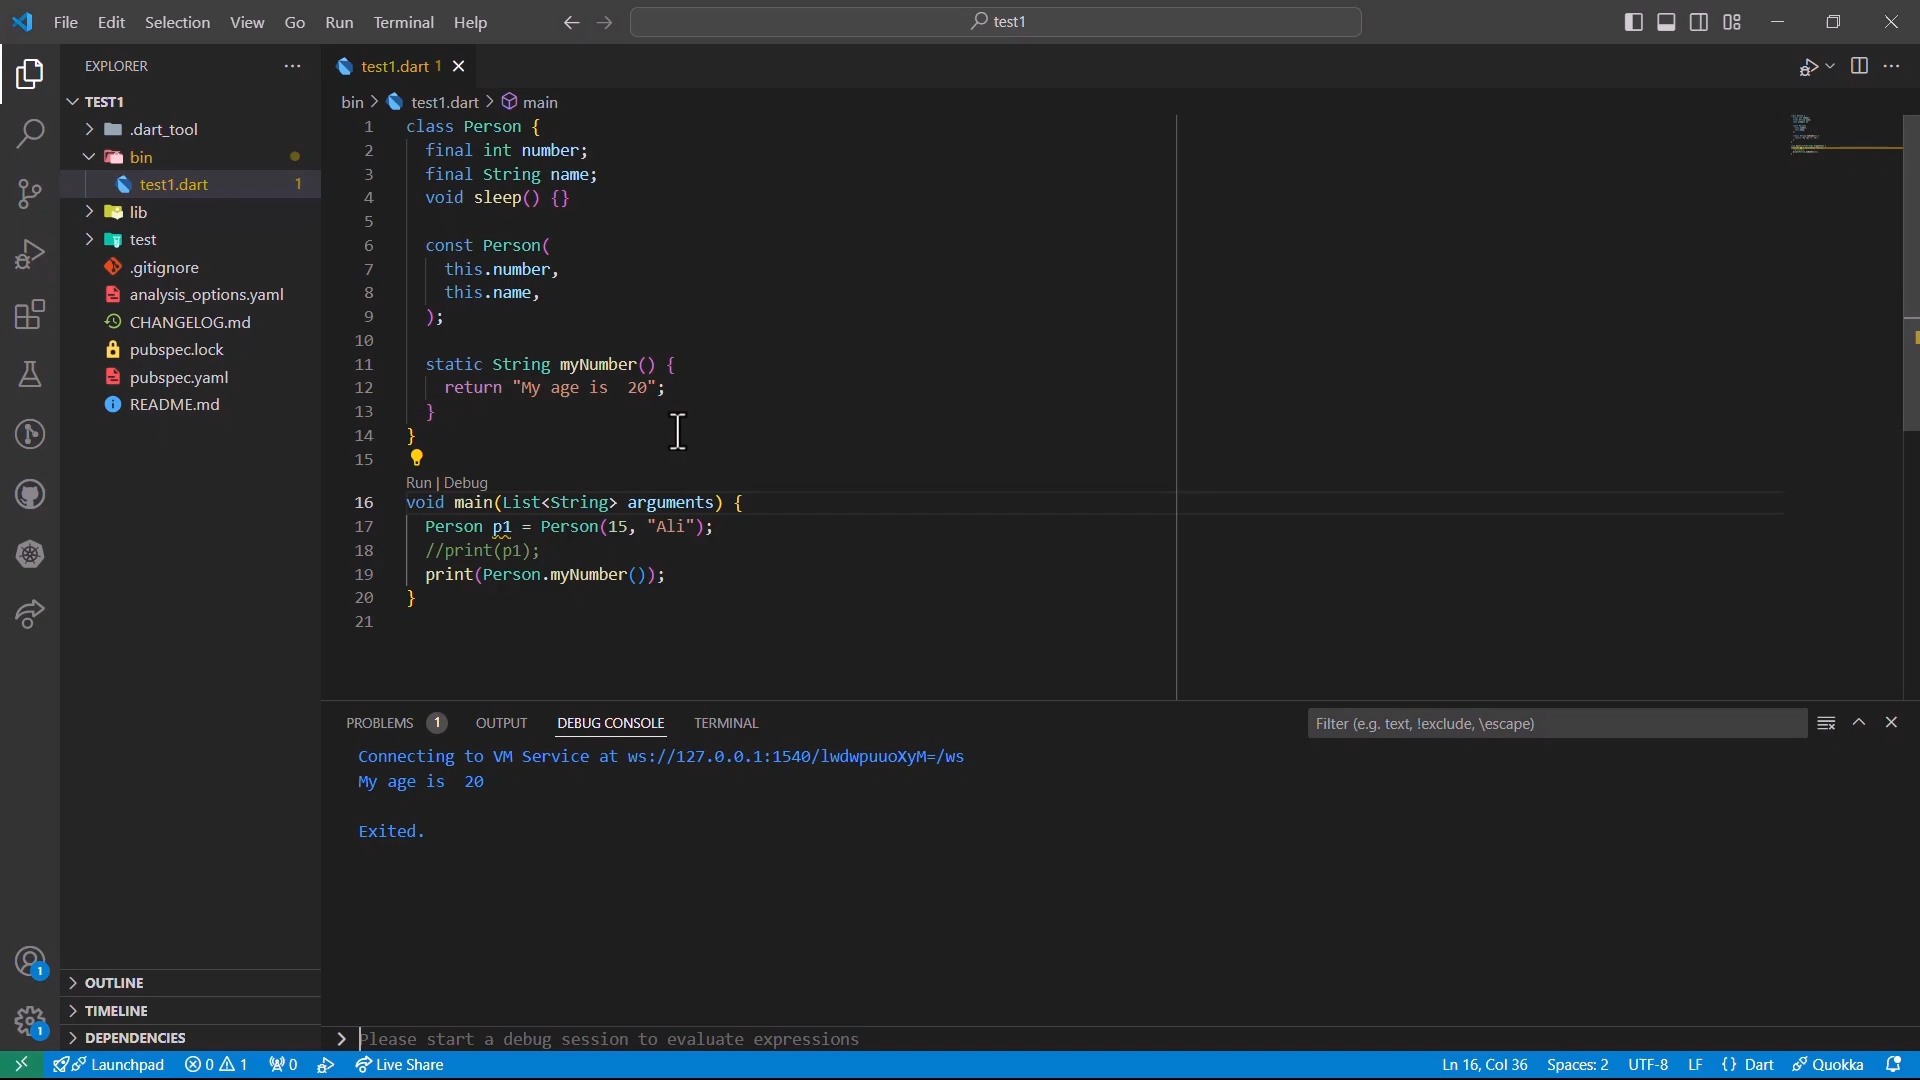 File Edit Selection View Go Run Terminal Help
test1
EXPLORER
TEST1
.dart_tool
bin
test1.dart 1
lib
test
.gitignore
analysis_options.yaml
CHANGELOG.md
pubspec.lock
pubspec.yaml
README.md
OUTLINE
TIMELINE
DEPENDENCIES
test1.dart 1
bin > test1.dart > main
1 class Person {
2 final int number;
3 final String name;
4 void sleep() {}
5
6 const Person(
7 this.number,
8 this.name,
9 );
10
11 static String myNumber() {
12 return "My age is  20";
13 }
14 }
15
Run | Debug
16 void main(List<String> arguments) {
17 Person p1 = Person(15, "Ali");
18 //print(p1);
19 print(Person.myNumber());
20 }
21
PROBLEMS 1 OUTPUT DEBUG CONSOLE TERMINAL
Filter (e.g. text, !exclude, \escape)
Connecting to VM Service at ws://127.0.0.1:1540/lwdwpuuoXyM=/ws
My age is  20
Exited.
Please start a debug session to evaluate expressions
1
1
Launchpad 0 1 0 Live Share Ln 16, Col 36 Spaces: 2 UTF-8 LF {} Dart Quokka